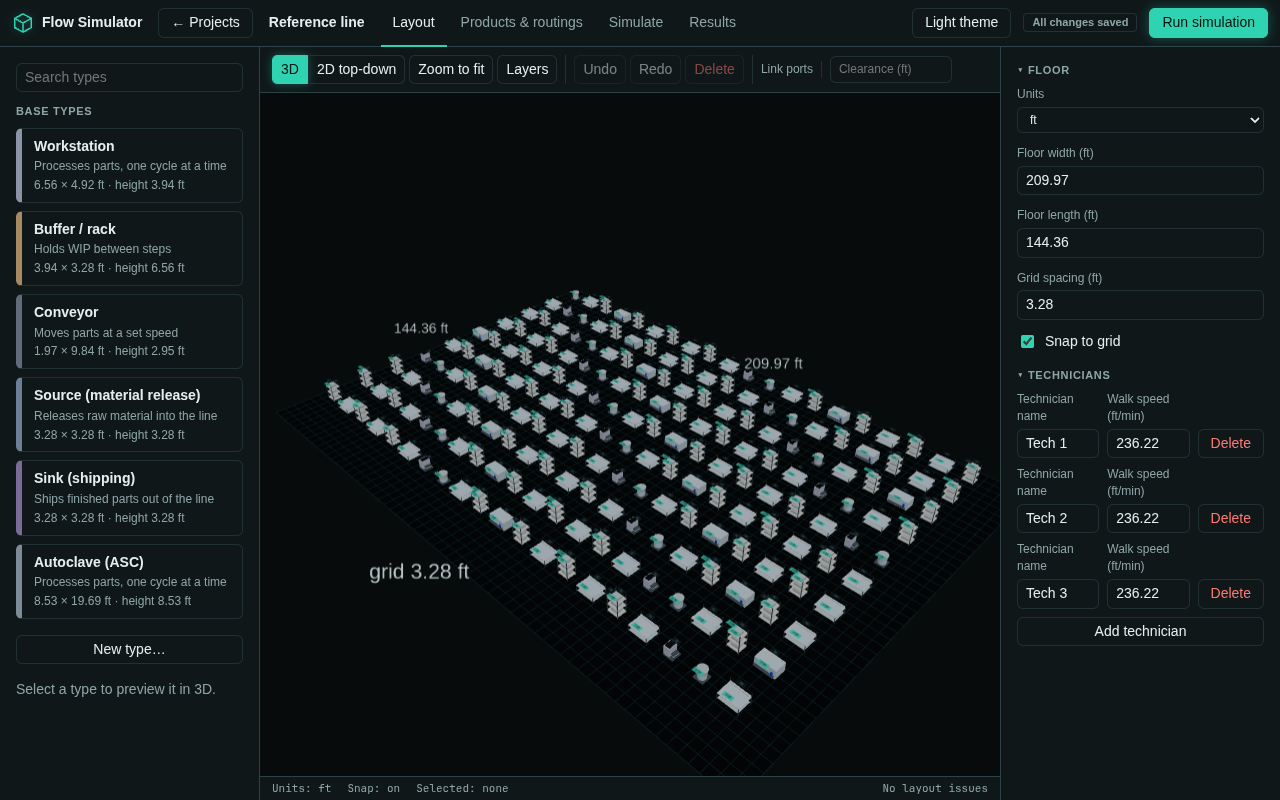 Flow Simulator
← Projects
Reference line
Layout
Products & routings
Simulate
Results
Light theme
All changes saved
Run simulation
Search types
BASE TYPES
Workstation
Processes parts, one cycle at a time
6.56 × 4.92 ft · height 3.94 ft
Buffer / rack
Holds WIP between steps
3.94 × 3.28 ft · height 6.56 ft
Conveyor
Moves parts at a set speed
1.97 × 9.84 ft · height 2.95 ft
Source (material release)
Releases raw material into the line
3.28 × 3.28 ft · height 3.28 ft
Sink (shipping)
Ships finished parts out of the line
3.28 × 3.28 ft · height 3.28 ft
Autoclave (ASC)
Processes parts, one cycle at a time
8.53 × 19.69 ft · height 8.53 ft
New type…
Select a type to preview it in 3D.
3D
2D top-down
Zoom to fit
Layers
Undo
Redo
Delete
Link ports
Clearance (ft)
144.36 ft
209.97 ft
grid 3.28 ft
Units: ft
Snap: on
Selected: none
No layout issues
FLOOR
Units
ft
Floor width (ft)
209.97
Floor length (ft)
144.36
Grid spacing (ft)
3.28
Snap to grid
TECHNICIANS
Technician name
Walk speed (ft/min)
Tech 1
236.22
Delete
Technician name
Walk speed (ft/min)
Tech 2
236.22
Delete
Technician name
Walk speed (ft/min)
Tech 3
236.22
Delete
Add technician